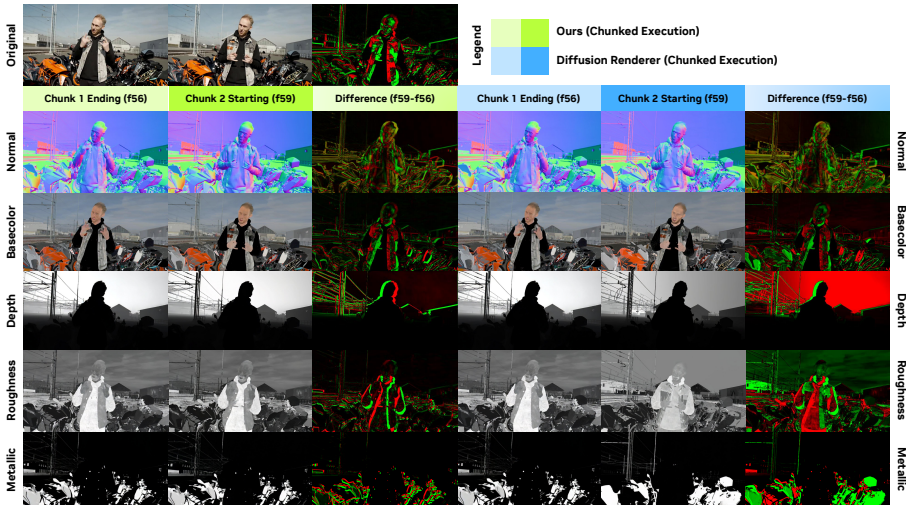 Original
Legend
Ours (Chunked Execution)
Diffusion Renderer (Chunked Execution)
Chunk 1 Ending (f56)
Chunk 2 Starting (f59)
Difference (f59-f56)
Chunk 1 Ending (f56)
Chunk 2 Starting (f59)
Difference (f59-f56)
Normal
Normal
Basecolor
Basecolor
Depth
Depth
Roughness
Roughness
Metallic
Metallic